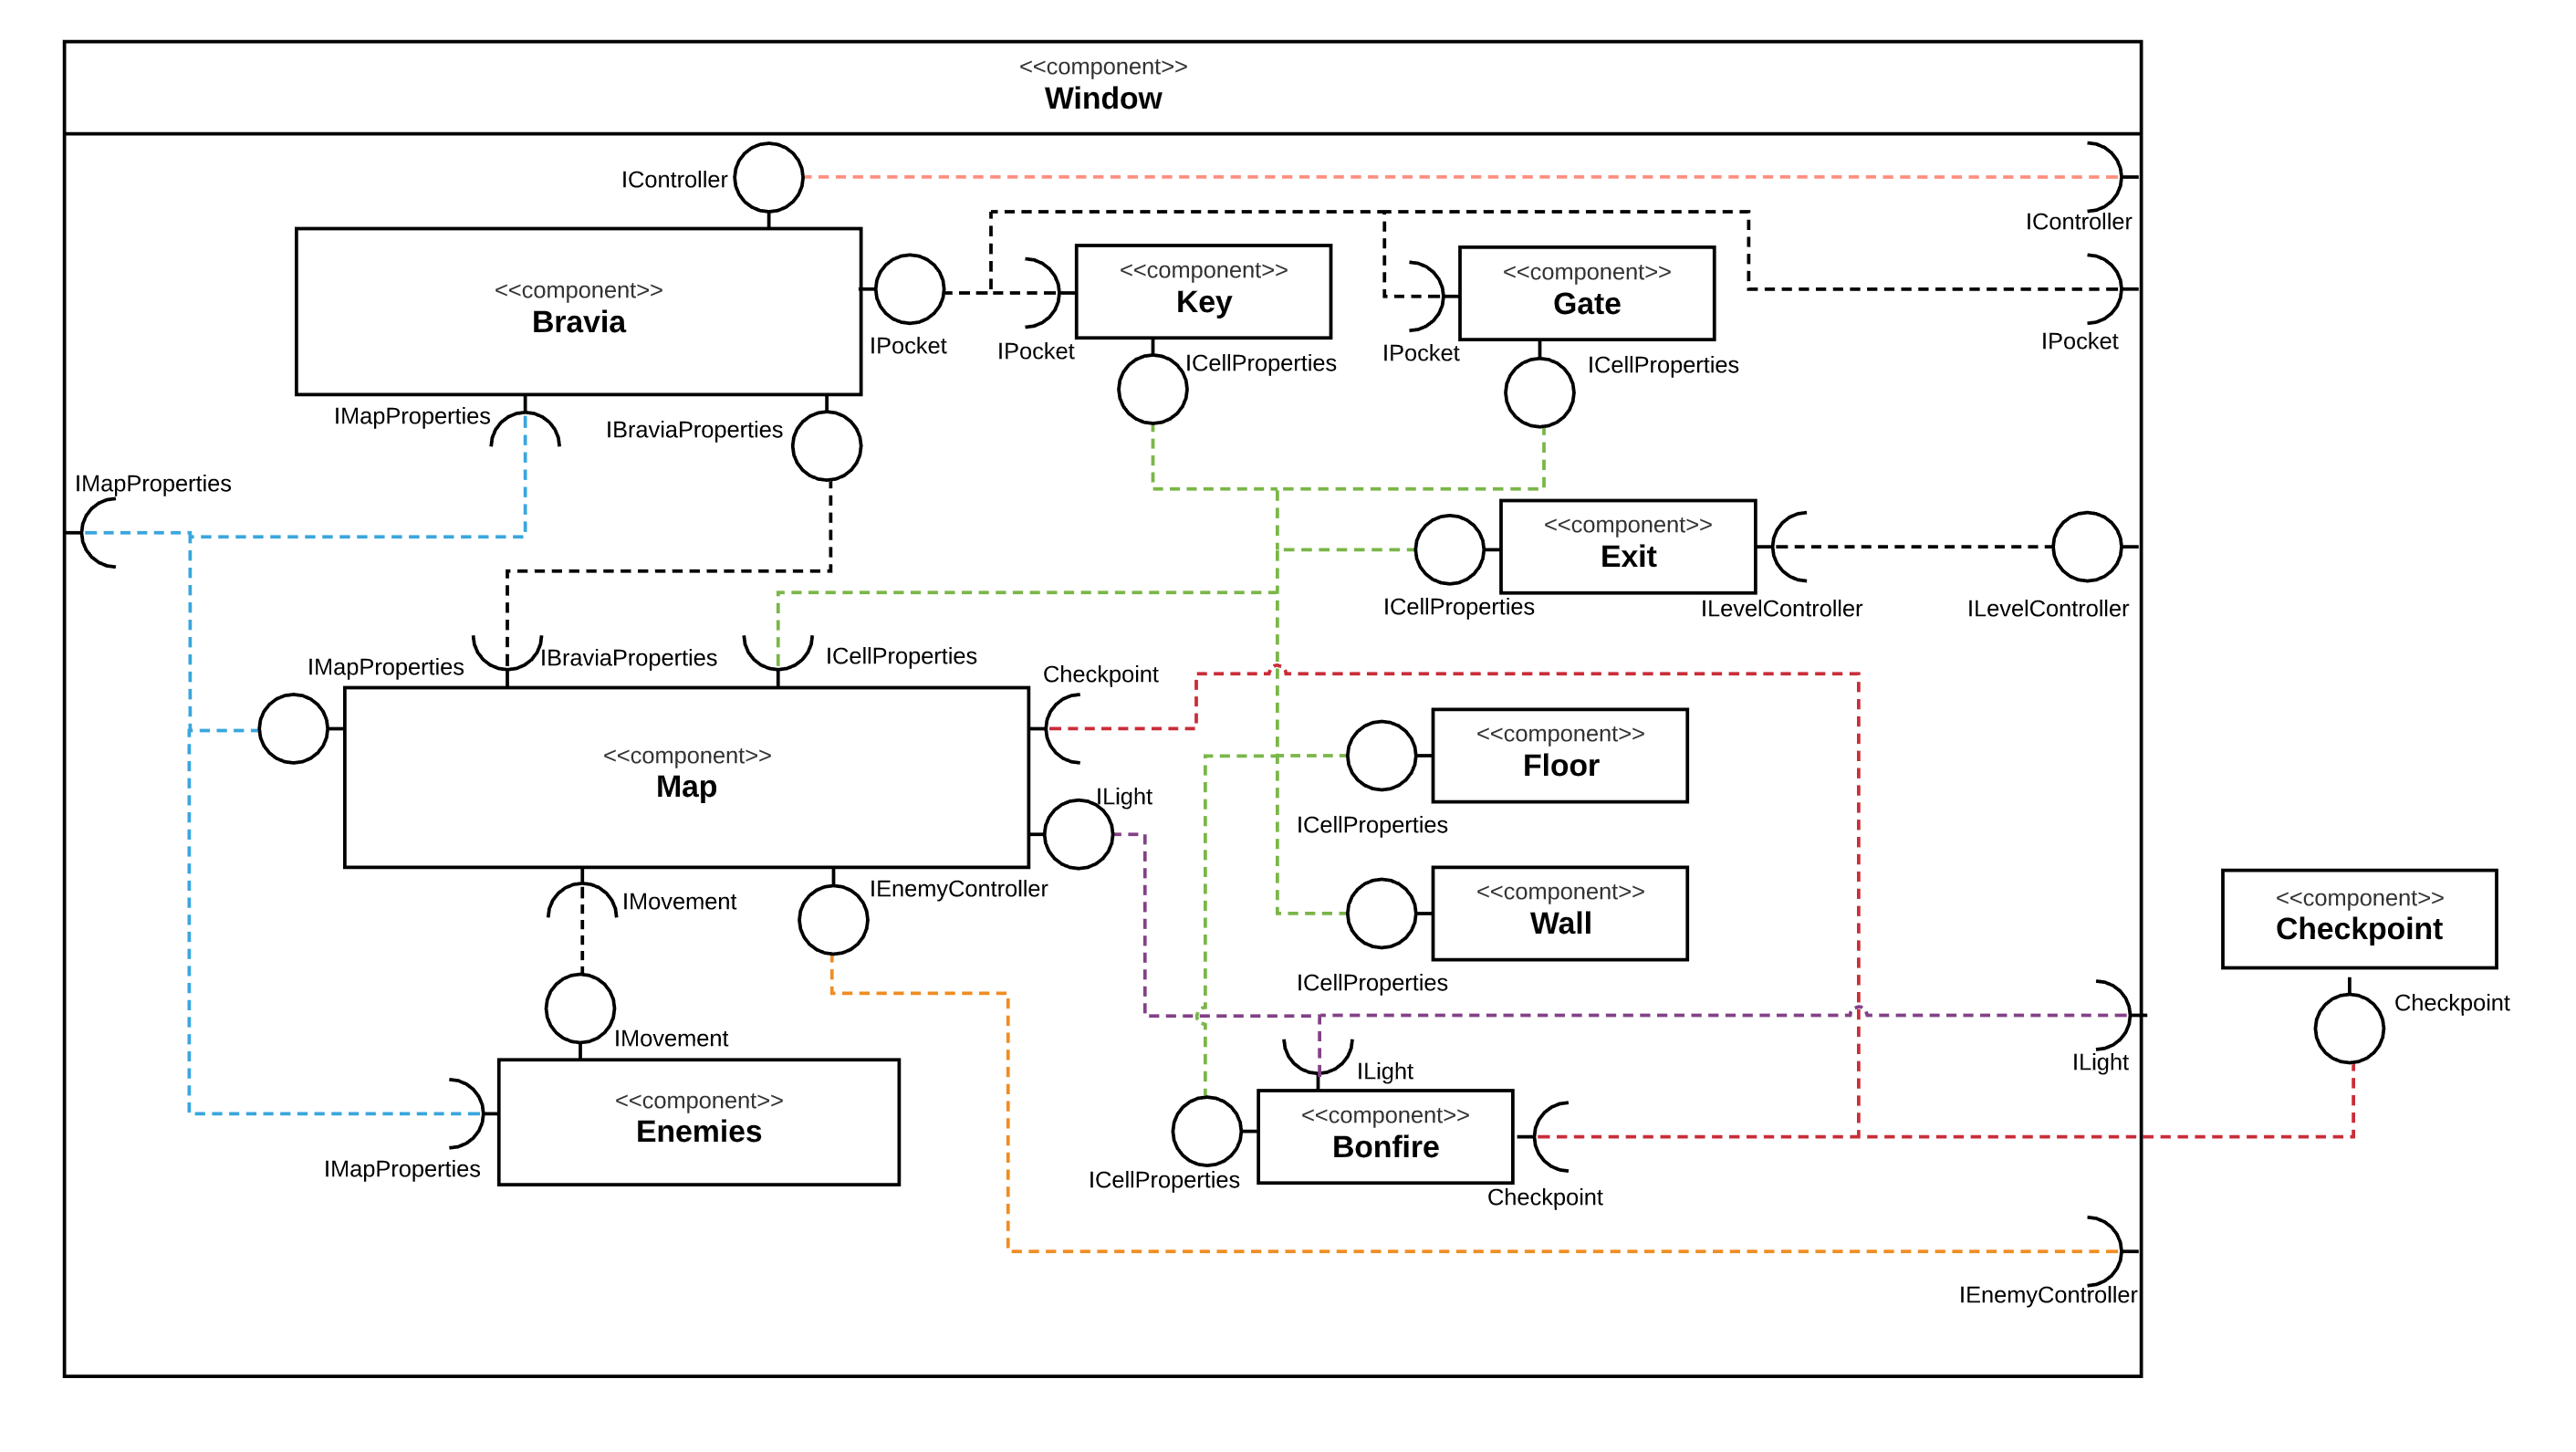 <<component>>
Window
IController
IController
<<component>>
Bravia
<<component>>
Key
<<component>>
Gate
IPocket
IPocket
IPocket
IPocket
ICellProperties
ICellProperties
IMapProperties
IBraviaProperties
IMapProperties
<<component>>
Exit
ICellProperties
ILevelController
ILevelController
IMapProperties
IBraviaProperties
ICellProperties
Checkpoint
<<component>>
Map
<<component>>
Floor
ILight
ICellProperties
IMovement
IEnemyController
<<component>>
Wall
<<component>>
Checkpoint
ICellProperties
Checkpoint
IMovement
ILight
ILight
<<component>>
Enemies
<<component>>
Bonfire
IMapProperties
ICellProperties
Checkpoint
IEnemyController